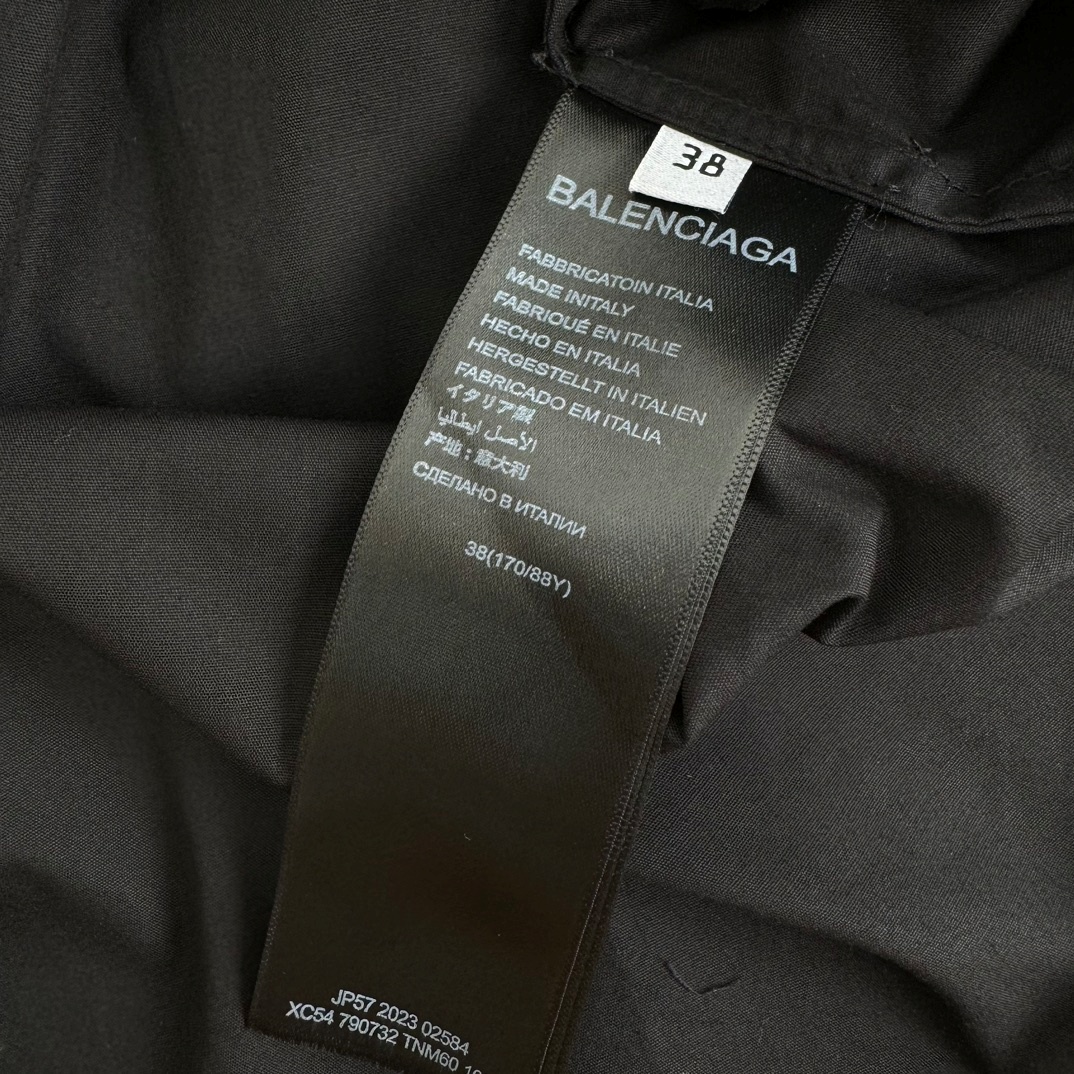 38
BALENCIAGA
FABBRICATOIN ITALIA
MADE iNITALY
FABRIOUÉ EN ITALIE
HECHO EN ITALIA
HERGESTELLT IN ITALIEN
FABRICADO EM ITALIA
イタリア製
الأصل إيطاليا
产地：意大利
СДЕЛАНО В ИТАЛИИ
38(170/88Y)
JP57 2023 02584
XC54 790732 TNM60